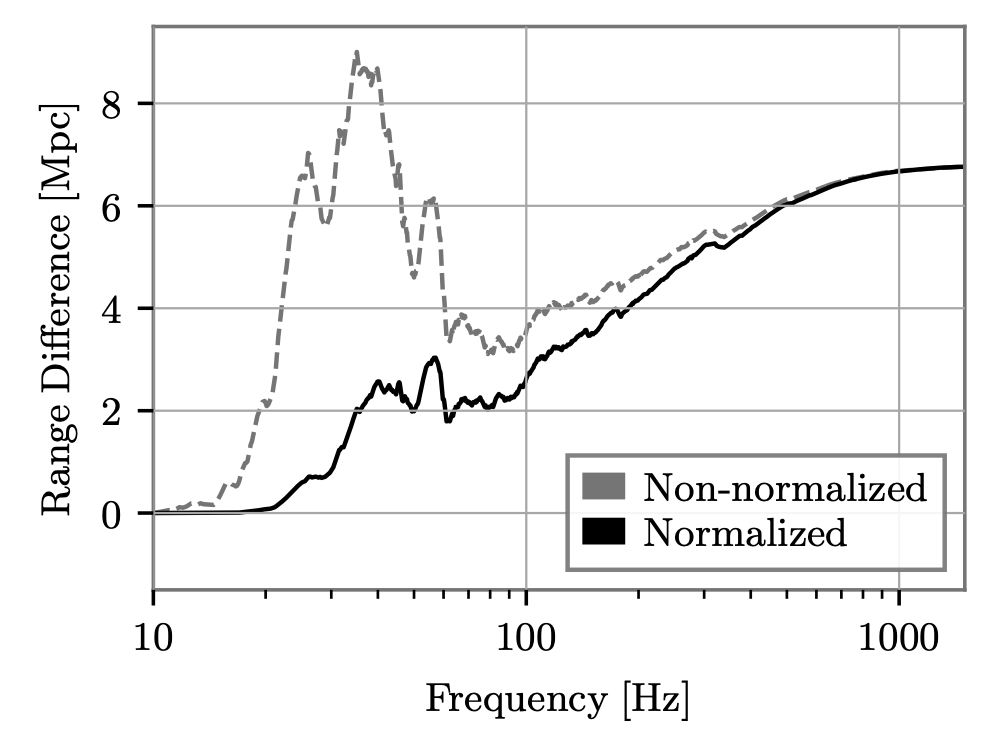 Range Difference [Mpc]
8
6
4
2
0
Non-normalized
Normalized
10
100
1000
Frequency [Hz]